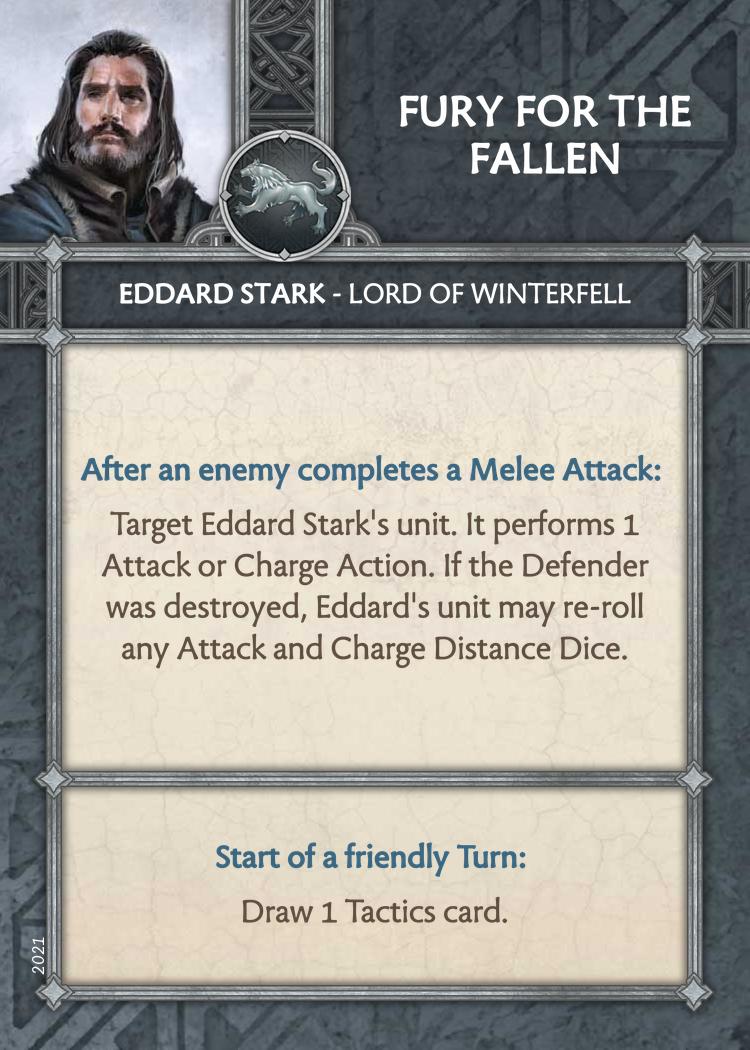 FURY FOR THE
FALLEN
EDDARD STARK - LORD OF WINTERFELL
After an enemy completes a Melee Attack:
Target Eddard Stark's unit. It performs 1
Attack or Charge Action. If the Defender
was destroyed, Eddard's unit may re-roll
any Attack and Charge Distance Dice.
Start of a friendly Turn:
Draw 1 Tactics card.
2021